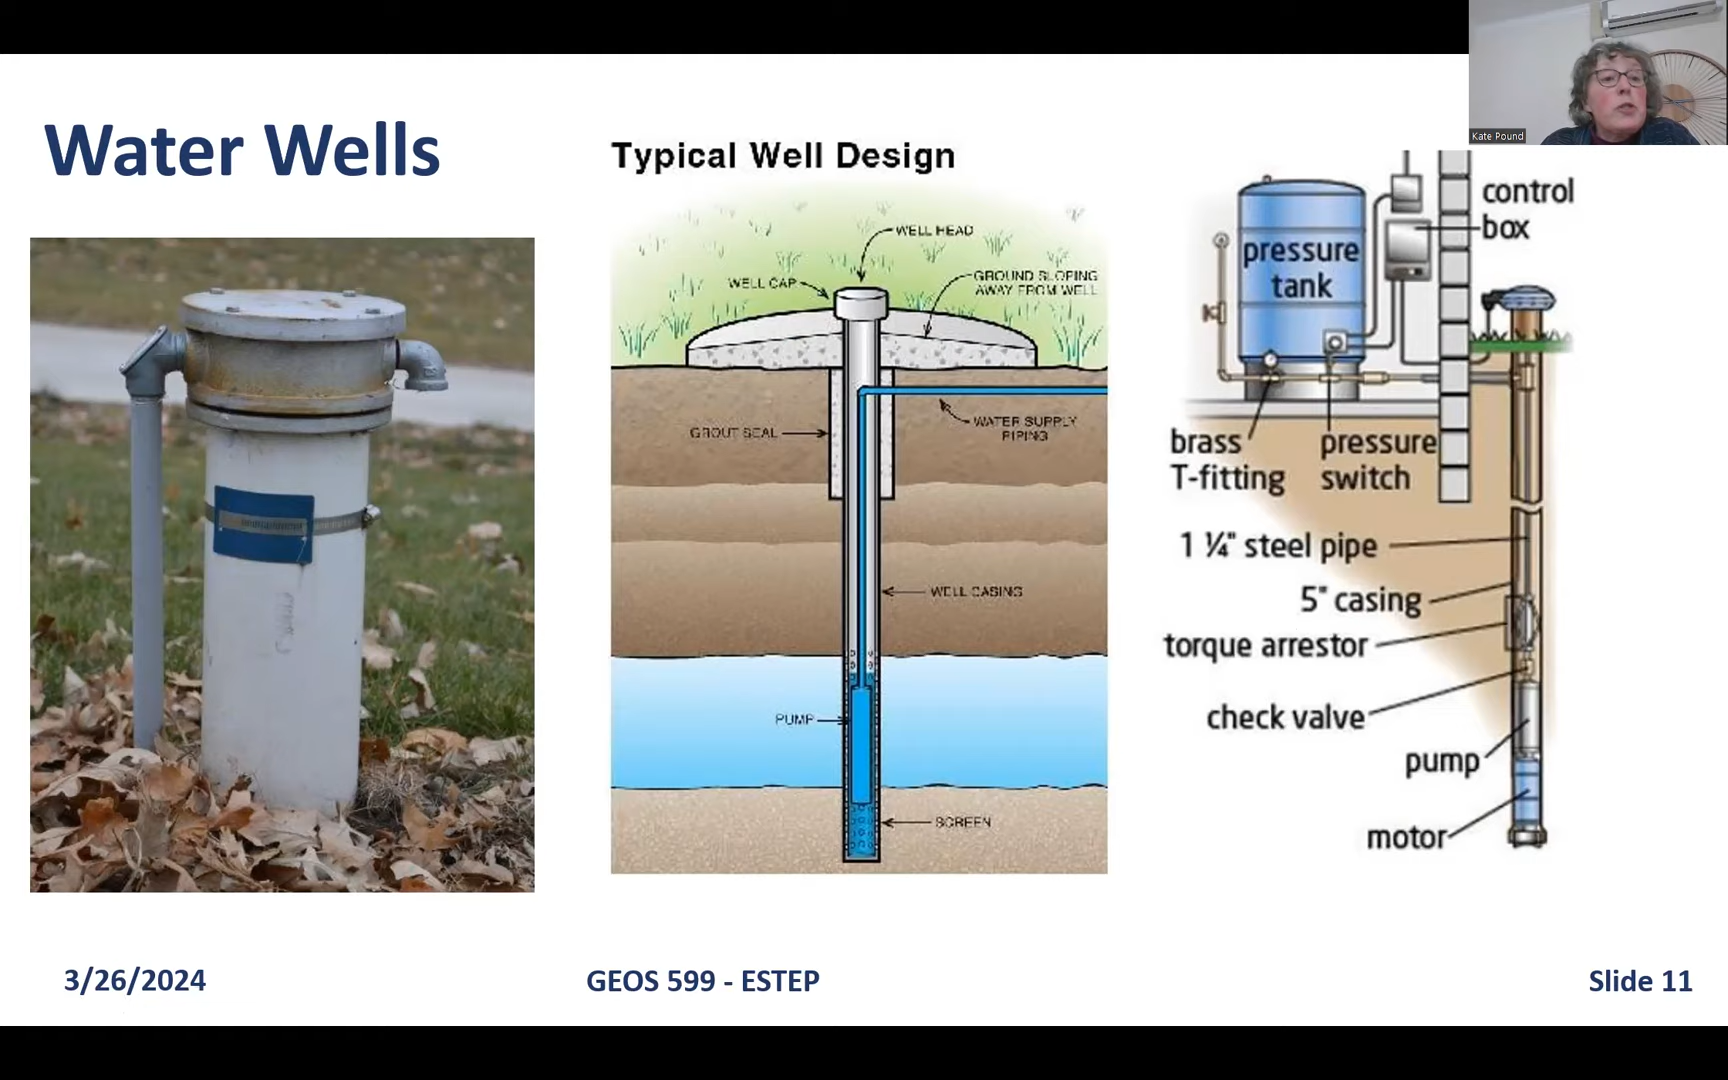 Kate Pound
Water Wells
Typical Well Design
WELL HEAD
WELL CAP
GROUND SLOPING
AWAY FROM WELL
GROUT SEAL
WATER SUPPLY
PIPING
WELL CASING
PUMP
SCREEN
control
box
pressure
tank
brass
T-fitting
pressure
switch
1 ¼" steel pipe
5" casing
torque arrestor
check valve
pump
motor
3/26/2024
GEOS 599 - ESTEP
Slide 11